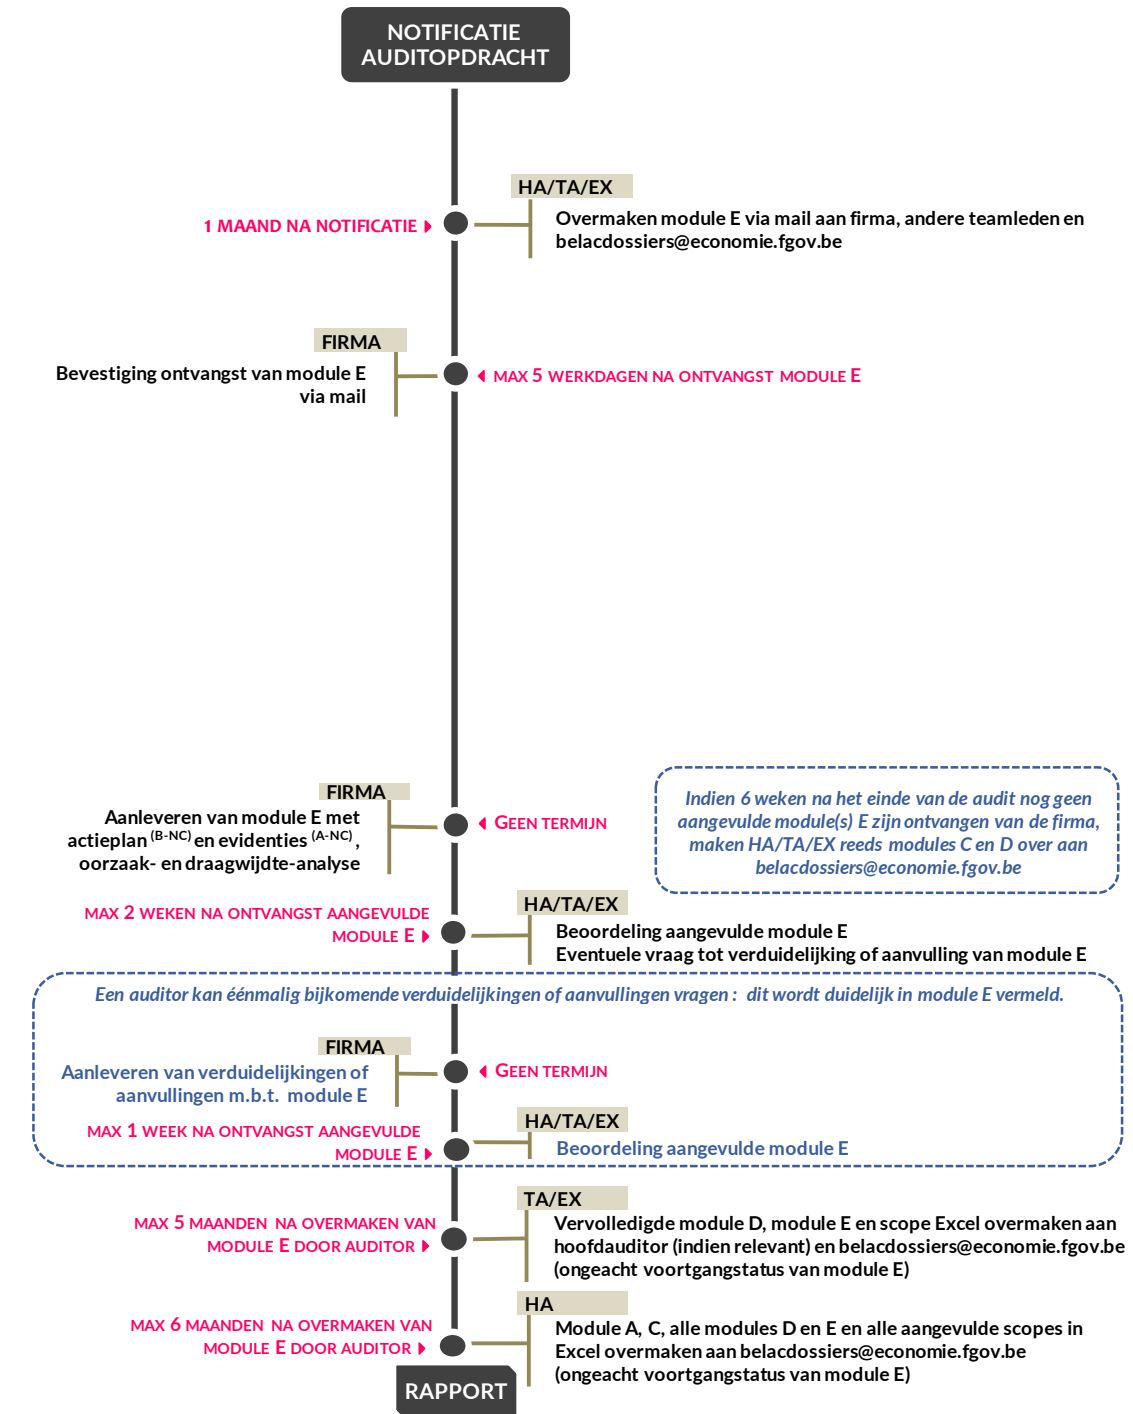 NOTIFICATIE
AUDITOPDRACHT
HA/TA/EX
1 MAAND NA NOTIFICATIE
Overmaken module E via mail aan firma, andere teamleden en
belacdossiers@economie.fgov.be
FIRMA
Bevestiging ontvangst van module E
via mail
MAX 5 WERKDAGEN NA ONTVANGST MODULE E
FIRMA
Aanleveren van module E met
actieplan (B-NC) en evidenties (A-NC) ,
oorzaak- en draagwijdte-analyse
GEEN TERMIJN
Indien 6 weken na het einde van de audit nog geen
aangevulde module(s) E zijn ontvangen van de firma,
maken HA/TA/EX reeds modules C en D over aan
belacdossiers@economie.fgov.be
MAX 2 WEKEN NA ONTVANGST AANGEVULDE
MODULE E
HA/TA/EX
Beoordeling aangevulde module E
Eventuele vraag tot verduidelijking of aanvulling van module E
Een auditor kan éénmalig bijkomende verduidelijkingen of aanvullingen vragen : dit wordt duidelijk in module E vermeld.
FIRMA
Aanleveren van verduidelijkingen of
aanvullingen m.b.t. module E
GEEN TERMIJN
MAX 1 WEEK NA ONTVANGST AANGEVULDE
MODULE E
HA/TA/EX
Beoordeling aangevulde module E
MAX 5 MAANDEN NA OVERMAKEN VAN
MODULE E DOOR AUDITOR
TA/EX
Vervolledigde module D, module E en scope Excel overmaken aan
hoofdauditor (indien relevant) en belacdossiers@economie.fgov.be
(ongeacht voortgangstatus van module E)
MAX 6 MAANDEN NA OVERMAKEN VAN
MODULE E DOOR AUDITOR
HA
Module A, C, alle modules D en E en alle aangevulde scopes in
Excel overmaken aan belacdossiers@economie.fgov.be
(ongeacht voortgangstatus van module E)
RAPPORT